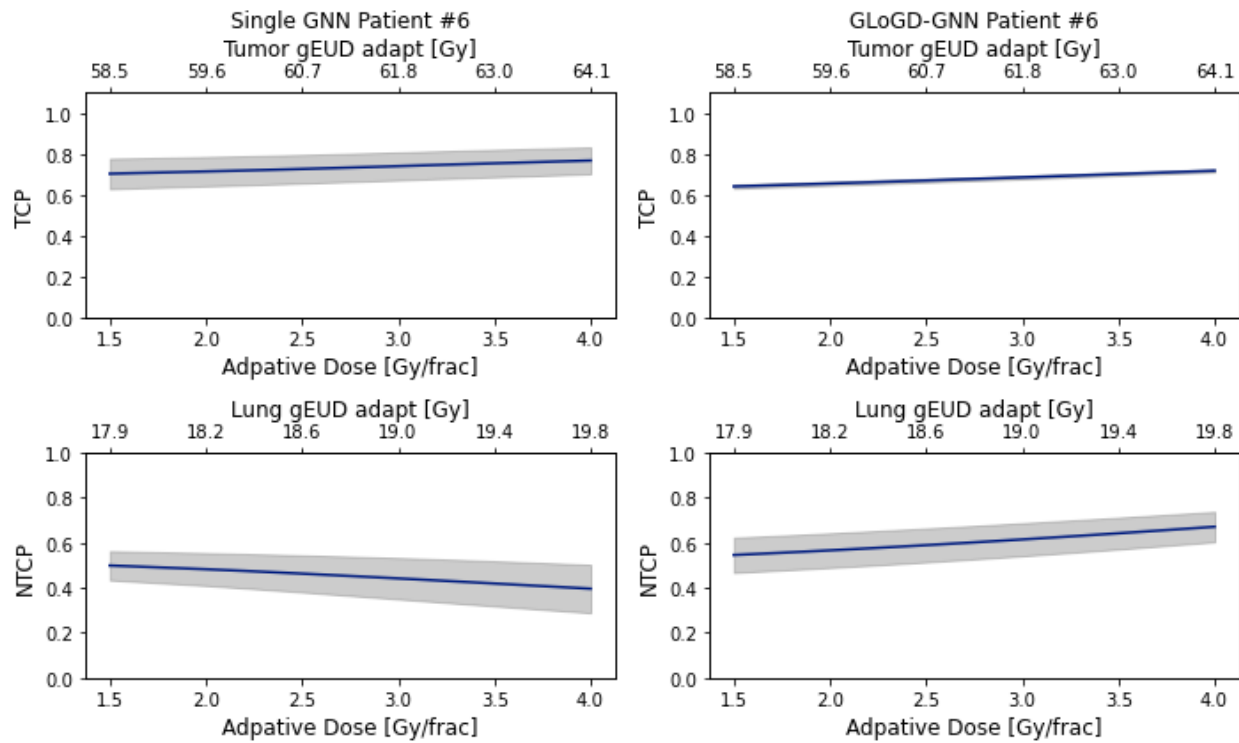 Single GNN Patient #6
Tumor gEUD adapt [Gy]
58.5 59.6 60.7 61.8 63.0 64.1
1.0
0.8
0.6
0.4
0.2
0.0
TCP
1.5 2.0 2.5 3.0 3.5 4.0
Adpative Dose [Gy/frac]
GLoGD-GNN Patient #6
Tumor gEUD adapt [Gy]
58.5 59.6 60.7 61.8 63.0 64.1
1.0
0.8
0.6
0.4
0.2
0.0
TCP
1.5 2.0 2.5 3.0 3.5 4.0
Adpative Dose [Gy/frac]
Lung gEUD adapt [Gy]
17.9 18.2 18.6 19.0 19.4 19.8
1.0
0.8
0.6
0.4
0.2
0.0
NTCP
1.5 2.0 2.5 3.0 3.5 4.0
Adpative Dose [Gy/frac]
Lung gEUD adapt [Gy]
17.9 18.2 18.6 19.0 19.4 19.8
1.0
0.8
0.6
0.4
0.2
0.0
NTCP
1.5 2.0 2.5 3.0 3.5 4.0
Adpative Dose [Gy/frac]